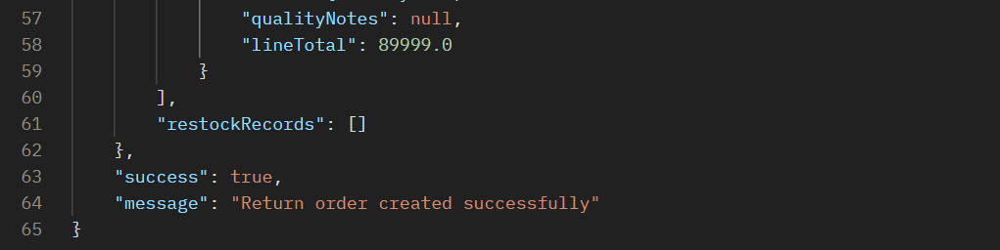 57 "qualityNotes": null,
58 "lineTotal": 89999.0
59 }
60 ],
61 "restockRecords": []
62 },
63 "success": true,
64 "message": "Return order created successfully"
65 }